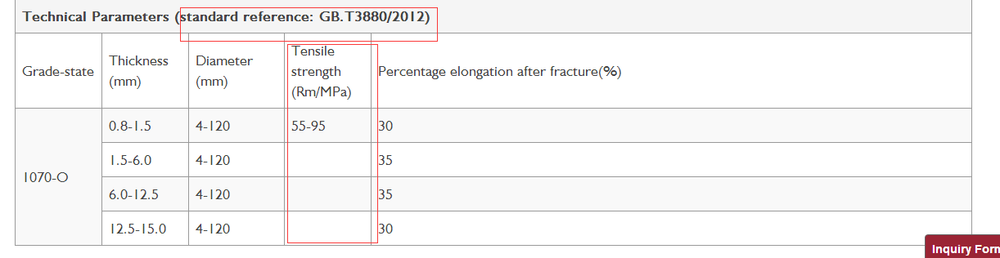 Technical Parameters (standard reference: GB.T3880/2012)
Grade-state
Thickness
(mm)
Diameter
(mm)
Tensile
strength
(Rm/MPa)
Percentage elongation after fracture(%)
1070-O
0.8-1.5
4-120
55-95
30
1.5-6.0
4-120
35
6.0-12.5
4-120
35
12.5-15.0
4-120
30
Inquiry Form